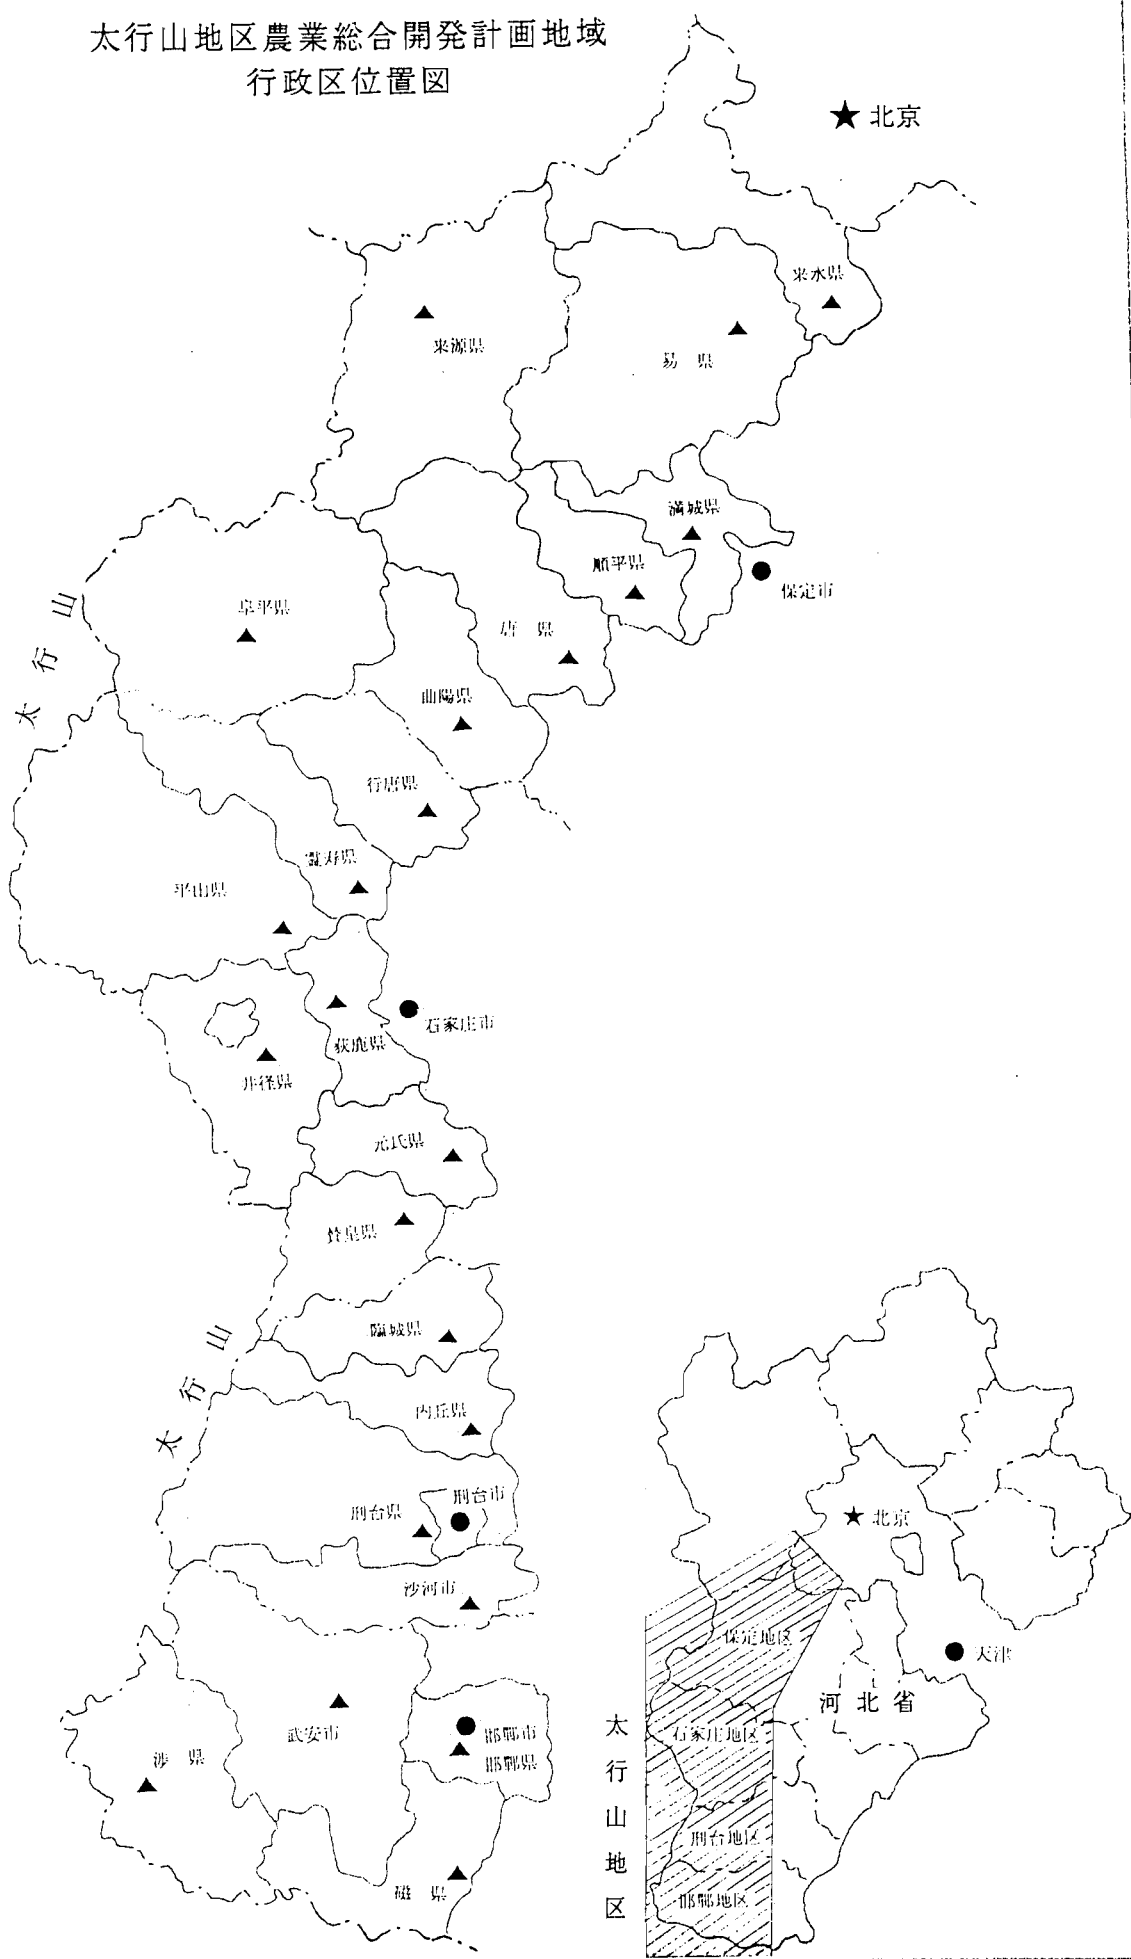 太行山地区農業総合開発計画地域
行政区位置図
★ 北京
来水県
来源県
易 県
満城県
順平県
保定市
阜平県
唐 県
太行山
曲陽県
行唐県
霊寿県
平山県
石家庄市
荻鹿県
井径県
元氏県
賛皇県
臨城県
太行山
内丘県
刑台市
刑台県
沙河市
武安市
邯鄲市
邯鄲県
渉 県
磁 県
★ 北京
保定地区
天津
河北省
石家庄地区
太行山地区
刑台地区
邯鄲地区